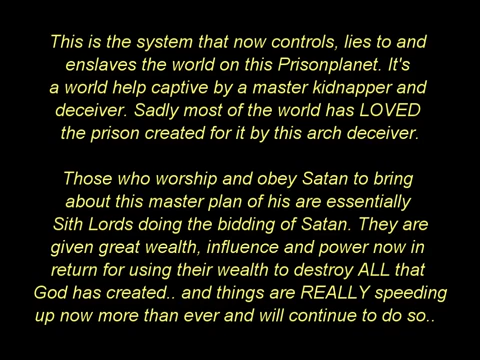 This is the system that now controls, lies to and
enslaves the world on this Prisonplanet. It's
a world help captive by a master kidnapper and
deceiver. Sadly most of the world has LOVED
the prison created for it by this arch deceiver.
Those who worship and obey Satan to bring
about this master plan of his are essentially
Sith Lords doing the bidding of Satan. They are
given great wealth, influence and power now in
return for using their wealth to destroy ALL that
God has created.. and things are REALLY speeding
up now more than ever and will continue to do so..